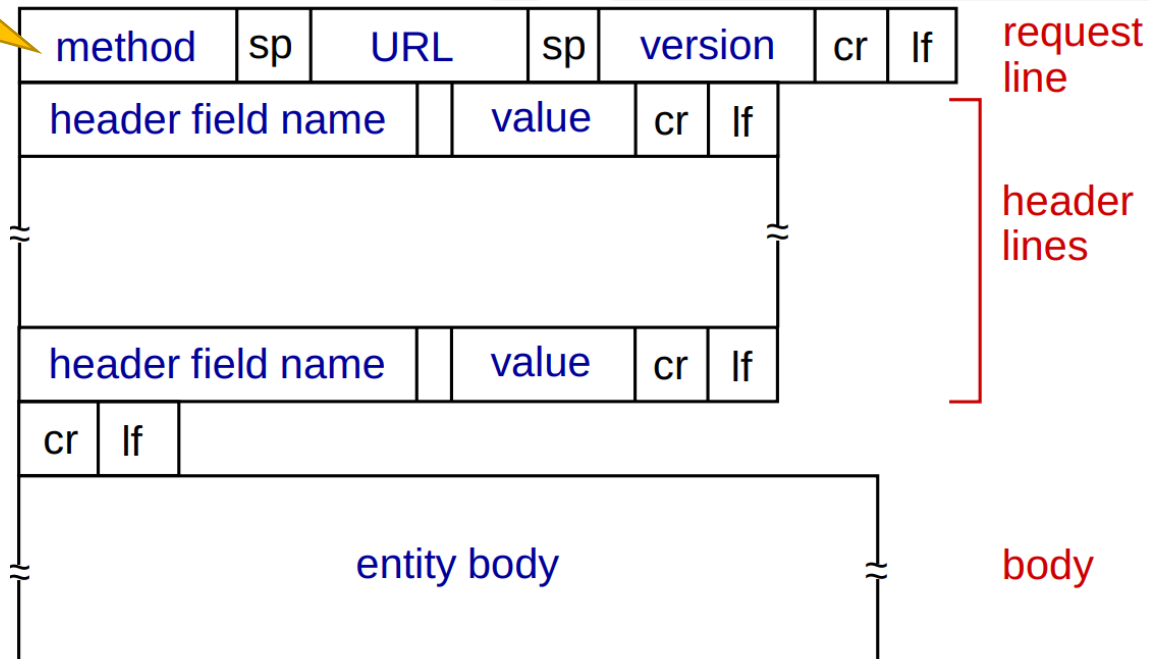 method sp URL sp version cr lf
request
line
header field name value cr lf
header
lines
header field name value cr lf
cr lf
entity body
body